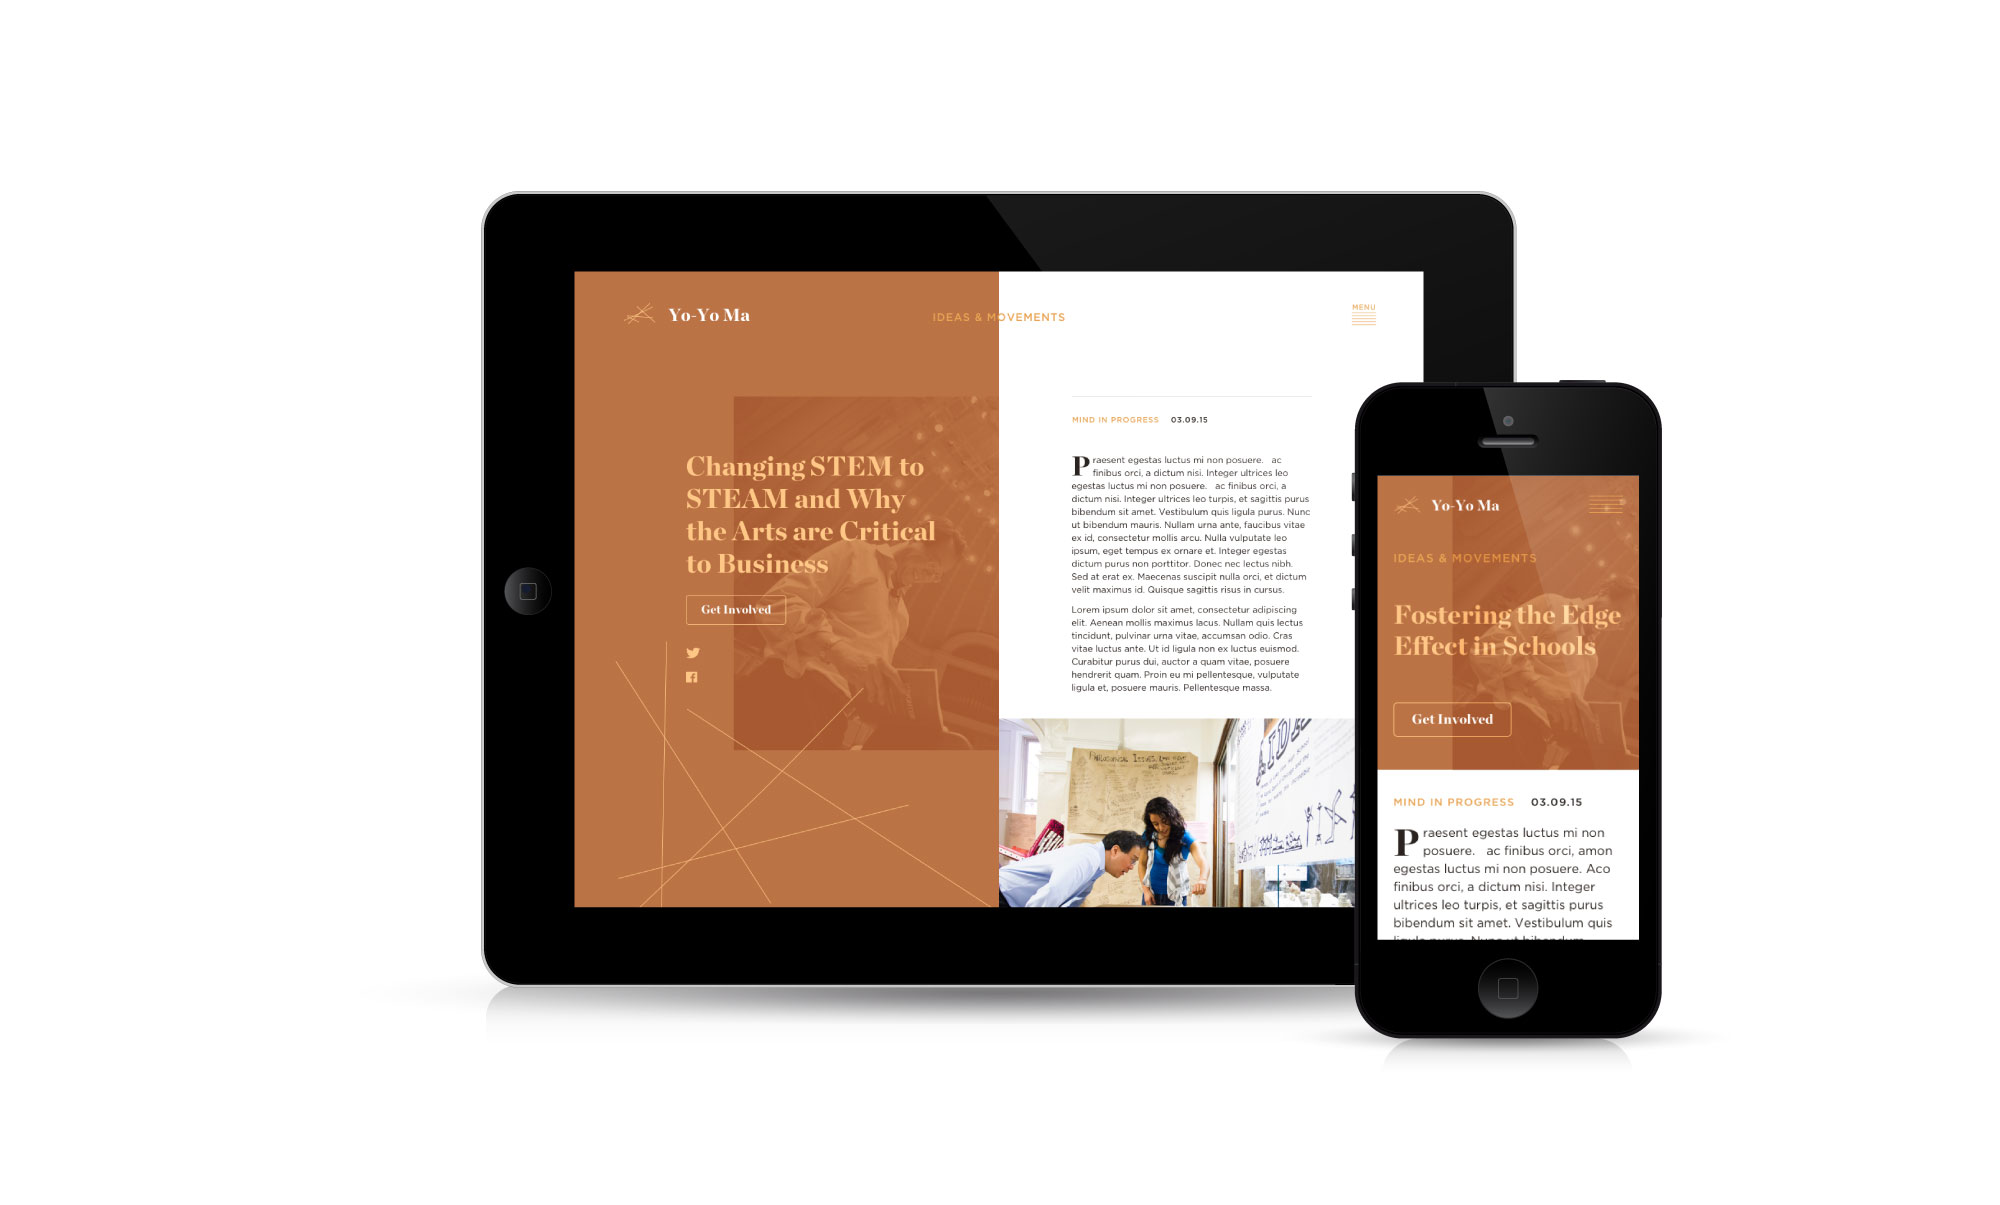 Yo-Yo Ma
IDEAS & MOVEMENTS
MENU
Changing STEM to
STEAM and Why
the Arts are Critical
to Business
Get Involved
MIND IN PROGRESS 03.09.15
Praesent egestas luctus mi non posuere. ac
finibus orci, a dictum nisi. Integer ultrices leo
egestas luctus mi non posuere. ac finibus orci, a
dictum nisi. Integer ultrices leo turpis, et sagittis purus
bibendum sit amet. Vestibulum quis ligula purus. Nunc
ut bibendum mauris. Nullam urna ante, faucibus vitae
ex id, consectetur mollis arcu. Nulla vulputate leo
ipsum, eget tempus ex ornare et. Integer egestas
dictum purus non porttitor. Donec nec lectus nibh.
Sed at erat ex. Maecenas suscipit nulla orci, et dictum
velit maximus id. Quisque sagittis risus in cursus.
Lorem ipsum dolor sit amet, consectetur adipiscing
elit. Aenean mollis maximus lacus. Nullam quis lectus
tincidunt, pulvinar urna vitae, accumsan odio. Cras
vitae luctus ante. Ut id ligula non ex luctus euismod.
Curabitur purus dui, auctor a quam vitae, posuere
hendrerit quam. Proin eu mi pellentesque, vulputate
ligula et, posuere mauris. Pellentesque massa.
Yo-Yo Ma
IDEAS & MOVEMENTS
Fostering the Edge
Effect in Schools
Get Involved
MIND IN PROGRESS 03.09.15
Praesent egestas luctus mi non
posuere. ac finibus orci, amon
egestas luctus mi non posuere. Aco
finibus orci, a dictum nisi. Integer
ultrices leo turpis, et sagittis purus
bibendum sit amet. Vestibulum quis
ligula purus. Nunc ut bibendum